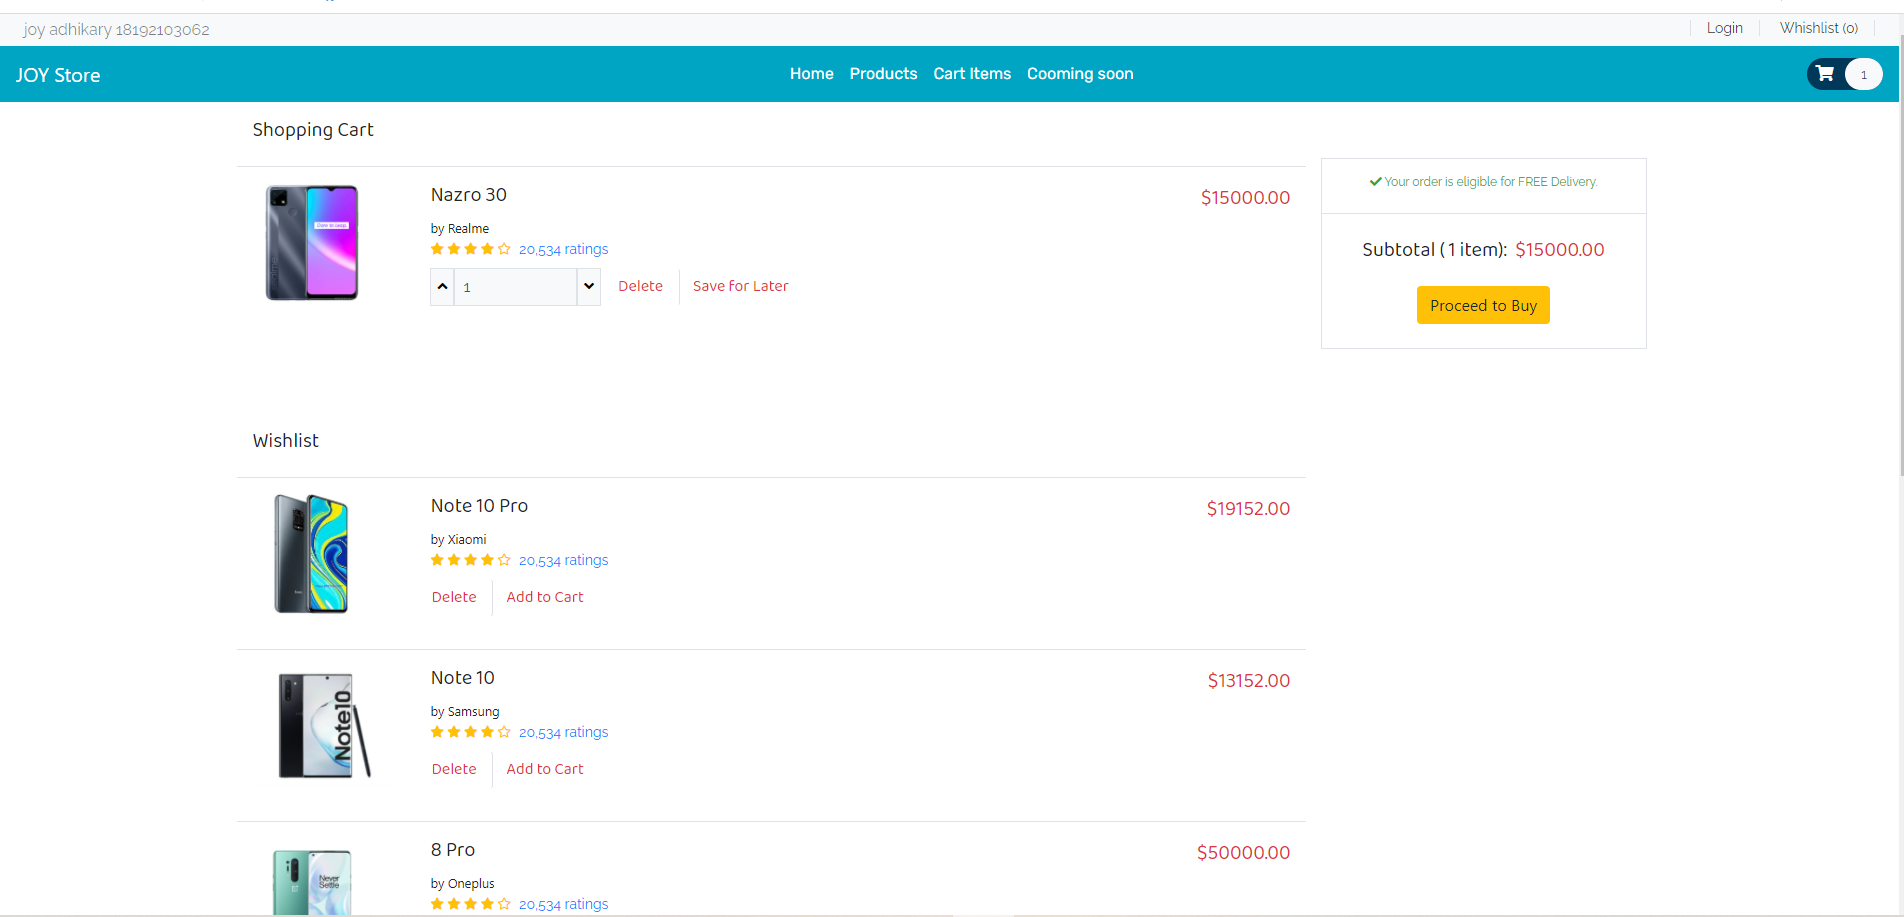 joy adhikary 18192103062
Login
Whishlist (0)
JOY Store
Home
Products
Cart Items
Cooming soon
1
Shopping Cart
Nazro 30
$15000.00
by Realme
20,534 ratings
1
Delete
Save for Later
Your order is eligible for FREE Delivery.
Subtotal ( 1 item): $15000.00
Proceed to Buy
Wishlist
Note 10 Pro
$19152.00
by Xiaomi
20,534 ratings
Delete
Add to Cart
Note 10
$13152.00
by Samsung
20,534 ratings
Delete
Add to Cart
Note10
8 Pro
$50000.00
by Oneplus
20,534 ratings
Never
Settle